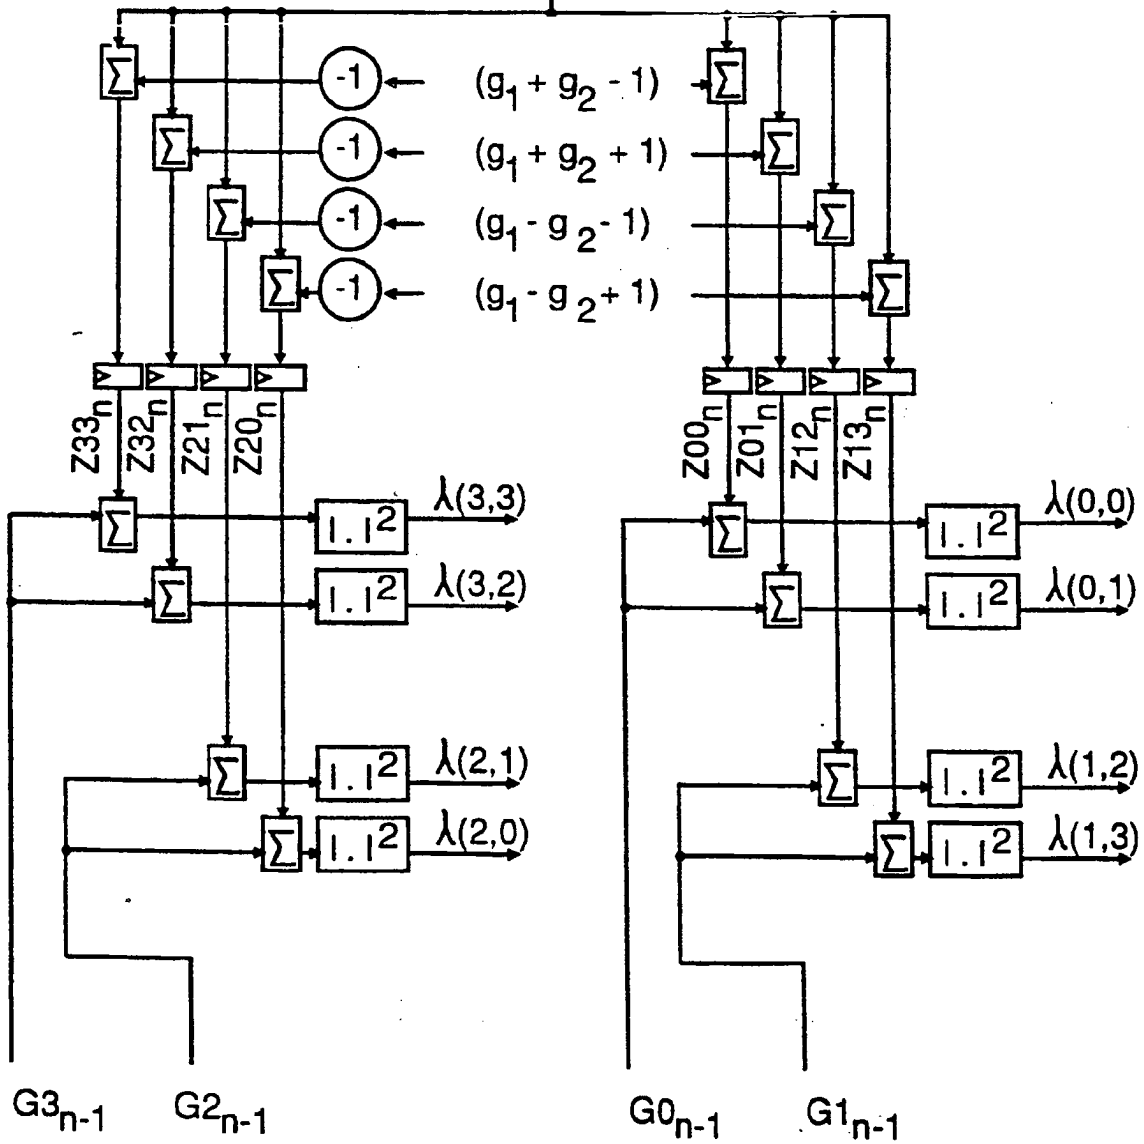 Σ -1 (g₁ + g₂ - 1) Σ
Σ -1 (g₁ + g₂ + 1) Σ
Σ -1 (g₁ - g₂ - 1) Σ
Σ -1 (g₁ - g₂ + 1) Σ
Z33ₙ
Z32ₙ
Z21ₙ
Z20ₙ
Z00ₙ
Z01ₙ
Z12ₙ
Z13ₙ
Σ |.|² λ(3,3) Σ |.|² λ(0,0)
Σ |.|² λ(3,2) Σ |.|² λ(0,1)
Σ |.|² λ(2,1) Σ |.|² λ(1,2)
Σ |.|² λ(2,0) Σ |.|² λ(1,3)
G3ₙ₋₁ G2ₙ₋₁ G0ₙ₋₁ G1ₙ₋₁